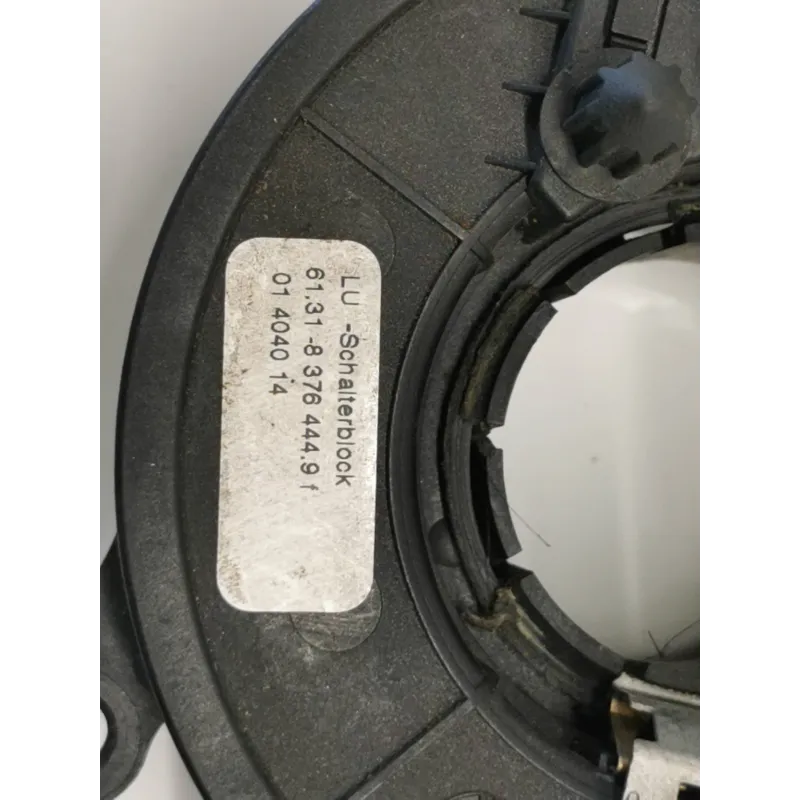 LU -Schalterblock
61.31-8 376 444.9 f
01 4040 14